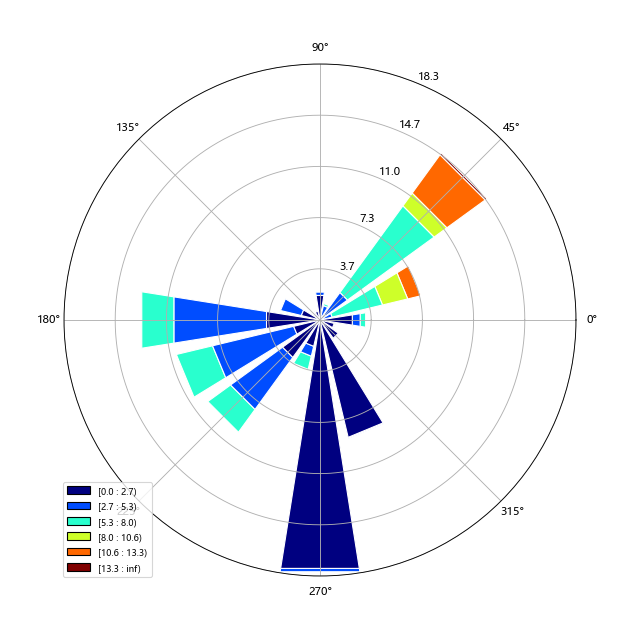 90°
18.3
14.7
135°
45°
11.0
7.3
3.7
180°
0°
[0.0 : 2.7)
[2.7 : 5.3)
225°
315°
[5.3 : 8.0)
[8.0 : 10.6)
[10.6 : 13.3)
[13.3 : inf)
270°